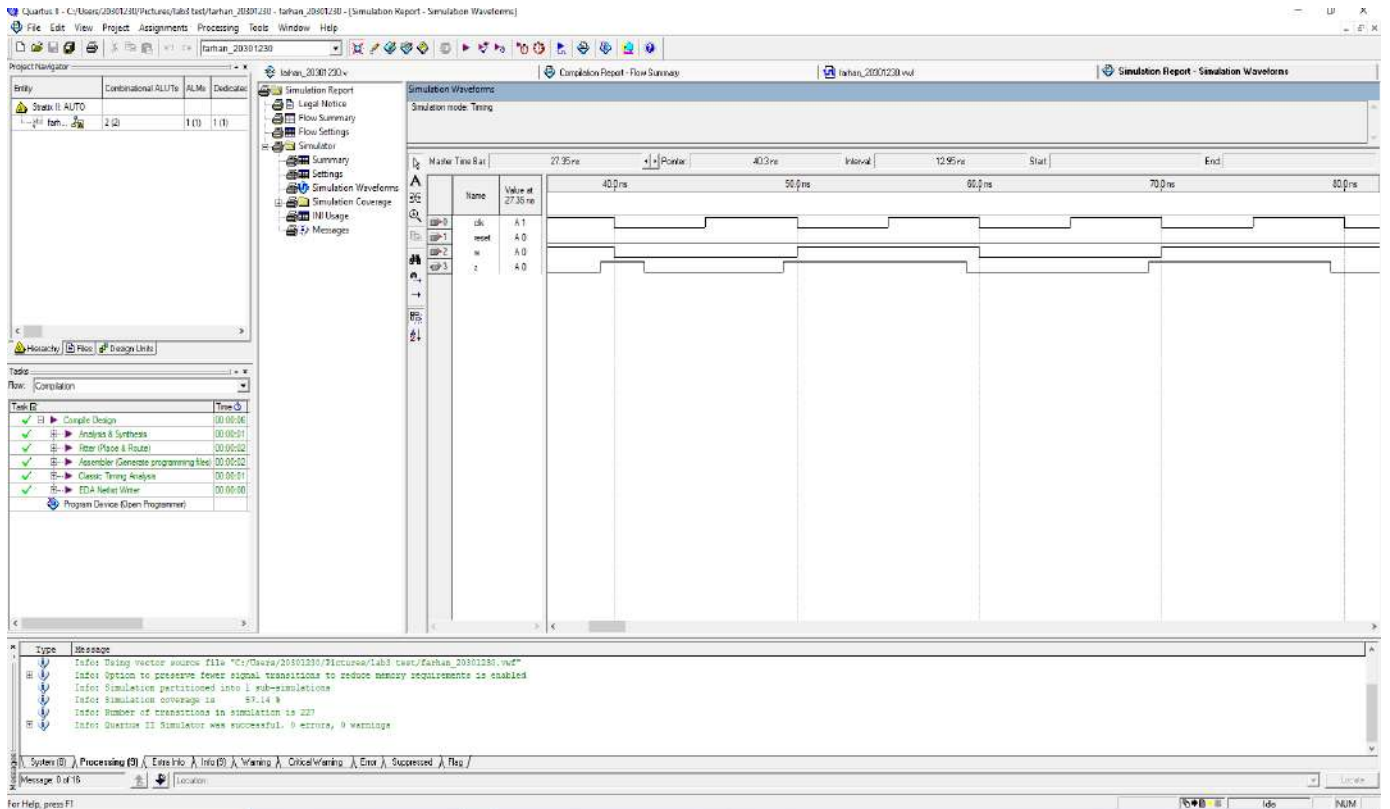 Quartus II - C:/Users/20301230/Pictures/lab3 test/farhan_20301230 - farhan_20301230 - [Simulation Report - Simulation Waveforms]
File Edit View Project Assignments Processing Tools Window Help
farhan_20301230
Project Navigator
Entity Combinational ALUTs ALMs Dedicated
Stratix II: AUTO
farh... 2 (2) 1 (1) 1 (1)
Hierarchy Files Design Units
Tasks
Flow: Compilation
Task Time
Compile Design 00:00:06
Analysis & Synthesis 00:00:01
Fitter (Place & Route) 00:00:02
Assembler (Generate programming files) 00:00:02
Classic Timing Analysis 00:00:01
EDA Netlist Writer 00:00:00
Program Device (Open Programmer)
farhan_20301230.v Compilation Report - Flow Summary farhan_20301230.vwf Simulation Report - Simulation Waveforms
Simulation Report
Legal Notice
Flow Summary
Flow Settings
Simulator
Summary
Settings
Simulation Waveforms
Simulation Coverage
INI Usage
Messages
Simulation Waveforms
Simulation mode: Timing
Master Time Bar: 27.35 ns Pointer: 40.3 ns Interval: 12.95 ns Start: End:
Name Value at 27.35 ns 40.0 ns 50.0 ns 60.0 ns 70.0 ns 80.0 ns
0 clk A 1
1 reset A 0
2 w A 0
3 z A 0
Type Message
Info: Using vector source file "C:/Users/20301230/Pictures/lab3 test/farhan_20301230.vwf"
Info: Option to preserve fewer signal transitions to reduce memory requirements is enabled
Info: Simulation partitioned into 1 sub-simulations
Info: Simulation coverage is 57.14 %
Info: Number of transitions in simulation is 227
Info: Quartus II Simulator was successful. 0 errors, 0 warnings
System (8) Processing (9) Extra Info Info (9) Warning Critical Warning Error Suppressed Flag
Messages
Message: 0 of 16 Location: Locate
For Help, press F1 Idle NUM